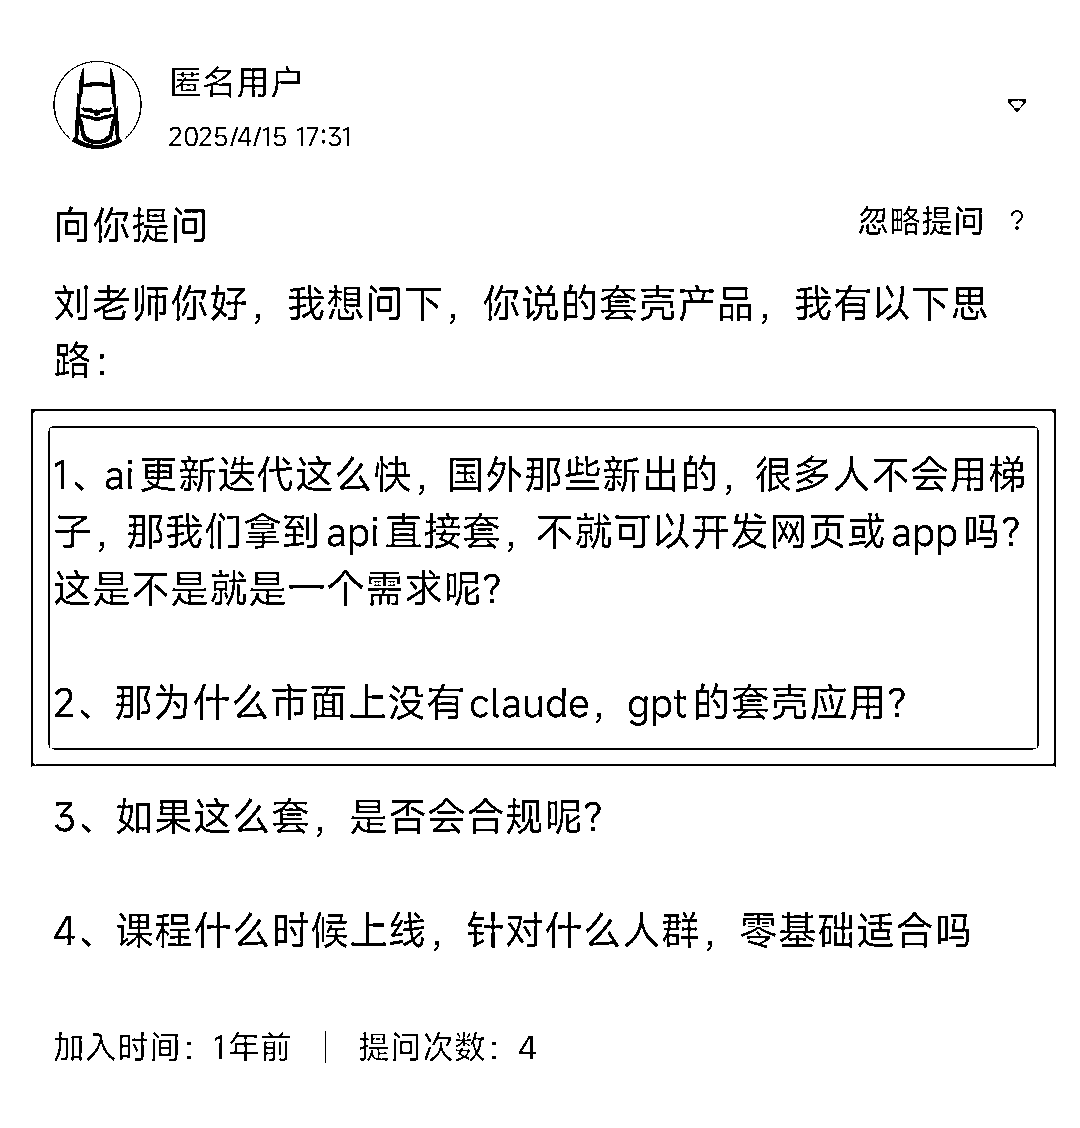 匿名用户
2025/4/15 17:31
向你提问
忽略提问 ?
刘老师你好，我想问下，你说的套壳产品，我有以下思
路：
1、ai更新迭代这么快，国外那些新出的，很多人不会用梯
子，那我们拿到api直接套，不就可以开发网页或app吗？
这是不是就是一个需求呢？
2、那为什么市面上没有claude，gpt的套壳应用？
3、如果这么套，是否会合规呢？
4、课程什么时候上线，针对什么人群，零基础适合吗
加入时间：1年前 ｜ 提问次数：4